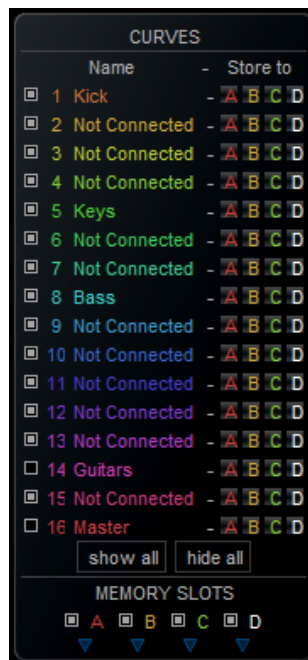 CURVES
Name - Store to
1 Kick - A B C D
2 Not Connected - A B C D
3 Not Connected - A B C D
4 Not Connected - A B C D
5 Keys - A B C D
6 Not Connected - A B C D
7 Not Connected - A B C D
8 Bass - A B C D
9 Not Connected - A B C D
10 Not Connected - A B C D
11 Not Connected - A B C D
12 Not Connected - A B C D
13 Not Connected - A B C D
14 Guitars - A B C D
15 Not Connected - A B C D
16 Master - A B C D
show all hide all
MEMORY SLOTS
A B C D